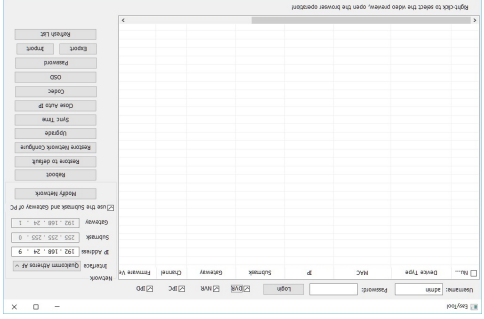 EasyTool
Username: admin Password: Login DVR NVR IPC IPD
Nu... Device Type MAC IP Submask Gateway Channel Firmware Ve
Network
Interface Qualcomm Atheros AI
IP Address 192 . 168 . 24 . 9
Submask 255 . 255 . 255 . 0
Gateway 192 . 168 . 24 . 1
Use the Submask and Gateway of PC
Modify Network
Reboot
Restore to default
Restore Network Configure
Upgrade
Sync Time
Close Auto IP
Codec
OSD
Password
Export Import
Refresh List
Right-click to select the video preview, open the browser operation!